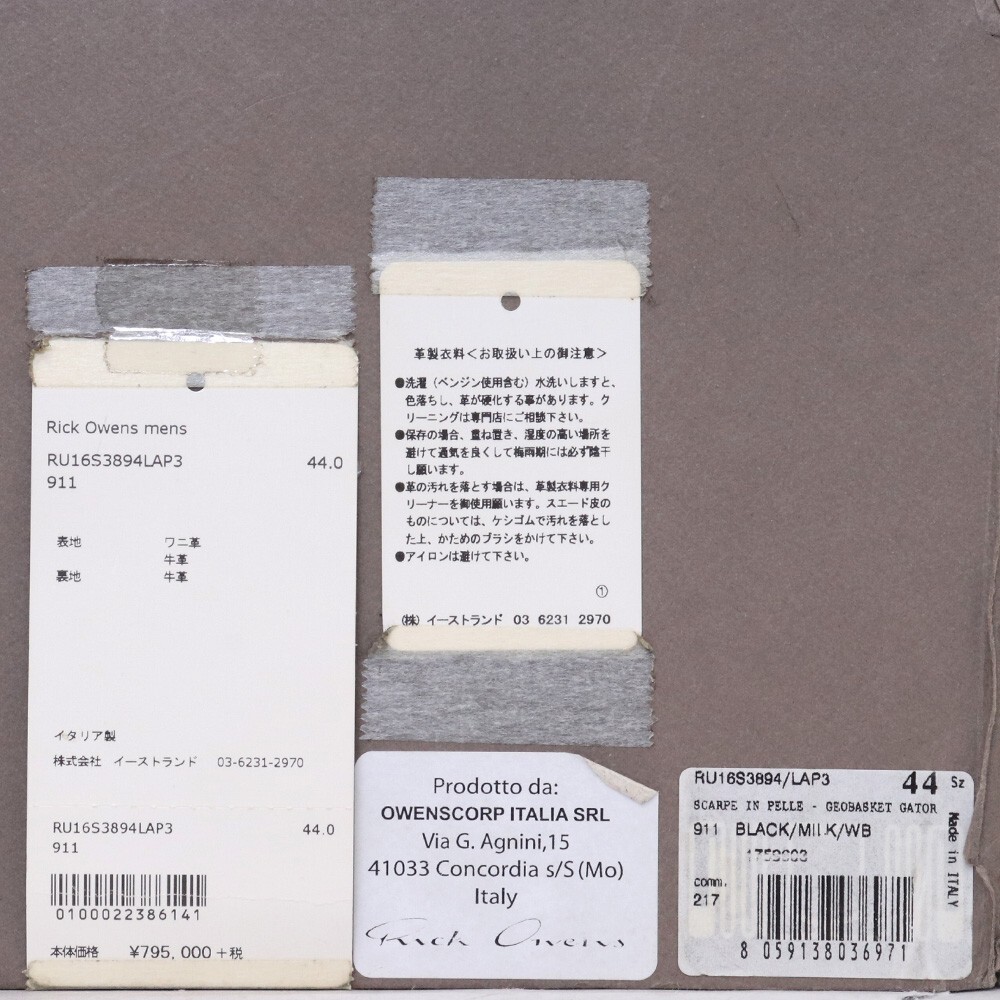 Rick Owens mens
RU16S3894LAP3 44.0
911
表地 ワニ革
牛革
裏地 牛革
イタリア製
株式会社 イーストランド 03-6231-2970
RU16S3894LAP3 44.0
911
0100022386141
本体価格 ¥795,000+税
革製衣料<お取扱い上の御注意>
●洗濯(ベンジン使用含む)水洗いしますと、
色落ちし、革が硬化する事があります。ク
リーニングは専門店にご相談下さい。
●保存の場合、重ね置き、湿度の高い場所を
避けて通気を良くして梅雨期には必ず陰干
し願います。
●革の汚れを落とす場合は、革製衣料専用ク
リーナーを御使用願います。スエード皮の
ものについては、ケシゴムで汚れを落とし
た上、かためのブラシをかけて下さい。
●アイロンは避けて下さい。
①
(株)イーストランド 03 6231 2970
Prodotto da:
OWENSCORP ITALIA SRL
Via G. Agnini,15
41033 Concordia s/S (Mo)
Italy
Rick Owens
RU16S3894/LAP3 44 Sz
SCARPE IN PELLE - GEOBASKET GATOR
911 BLACK/MILK/WB
comm.
217
8 059138036971
Made in ITALY